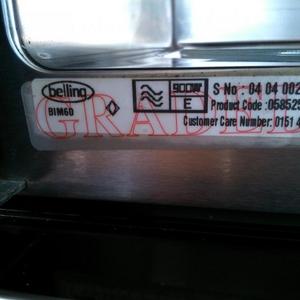 belling
BIM60
900W
E
S No : 04 04 002
Product Code :058525
Customer Care Number: 0151 4
GRADED